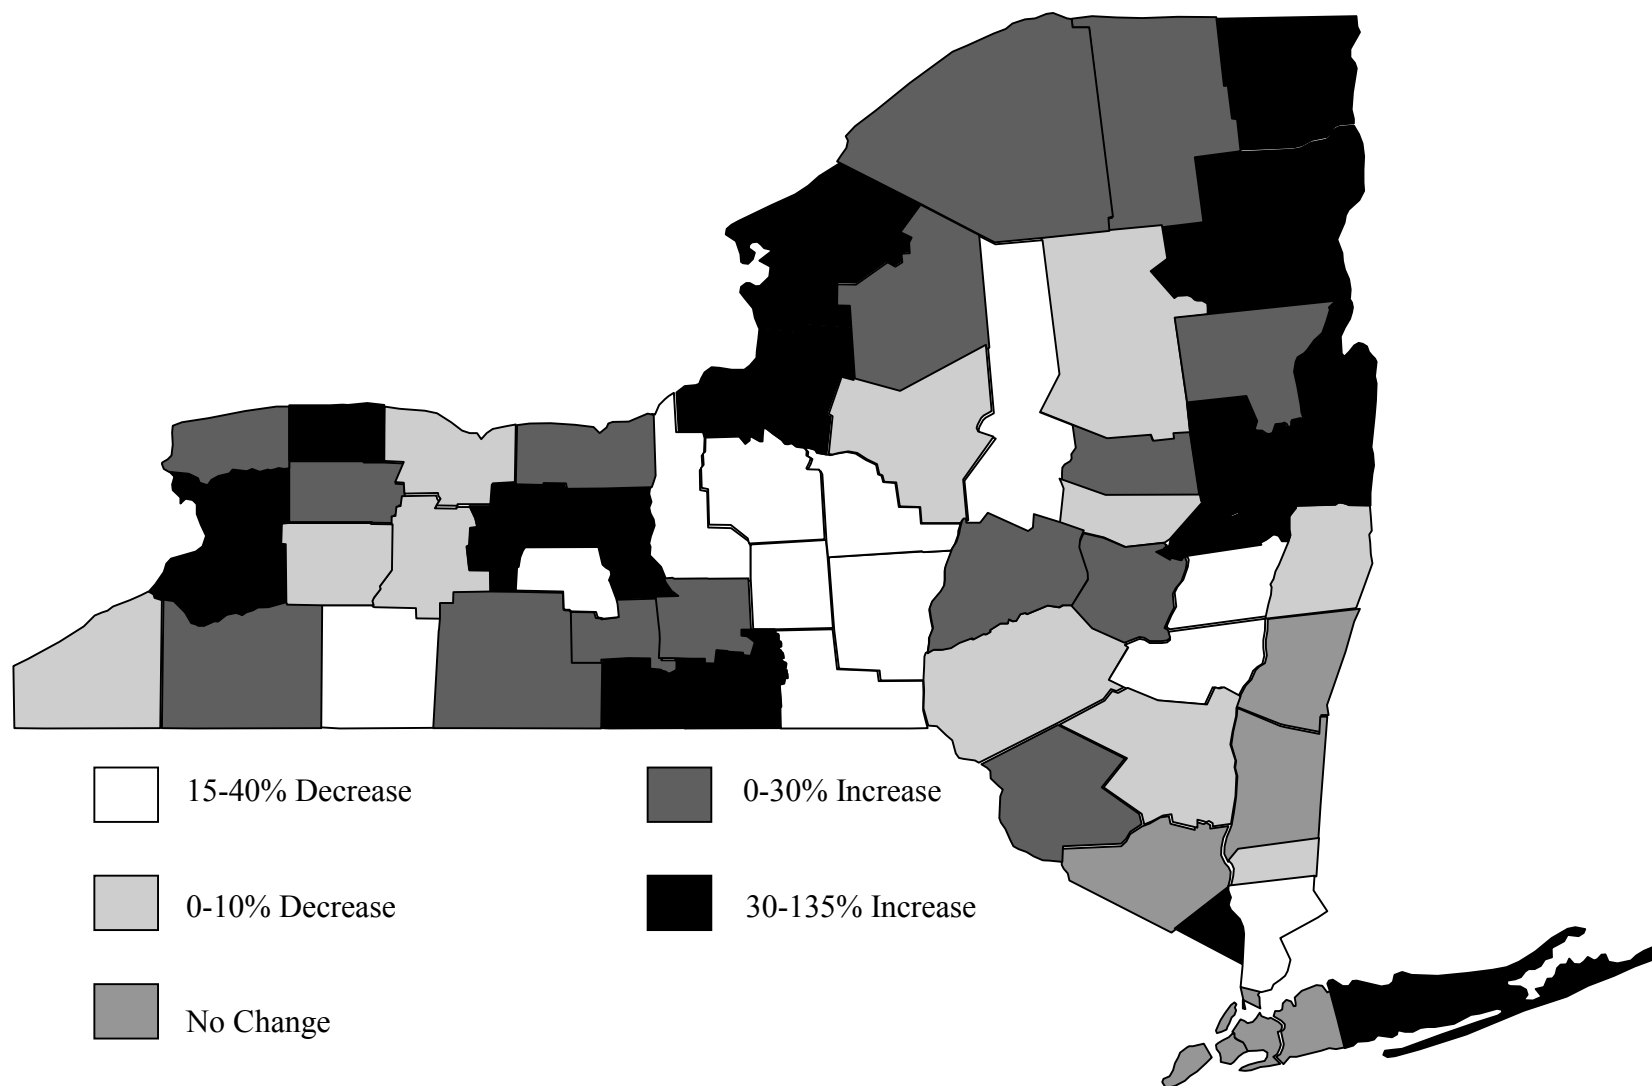 15-40% Decrease
0-30% Increase
0-10% Decrease
30-135% Increase
No Change